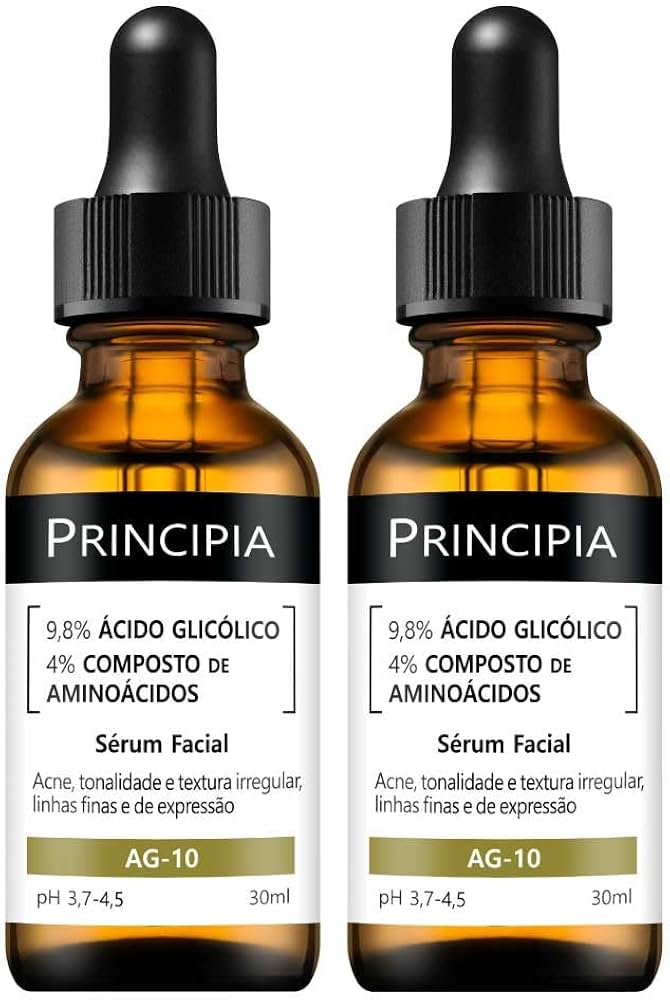 PRINCIPIA
9,8% ÁCIDO GLICÓLICO
4% COMPOSTO DE
AMINOÁCIDOS
Sérum Facial
Acne, tonalidade e textura irregular,
linhas finas e de expressão
AG-10
pH 3,7-4,5 30ml
PRINCIPIA
9,8% ÁCIDO GLICÓLICO
4% COMPOSTO DE
AMINOÁCIDOS
Sérum Facial
Acne, tonalidade e textura irregular,
linhas finas e de expressão
AG-10
pH 3,7-4,5 30ml